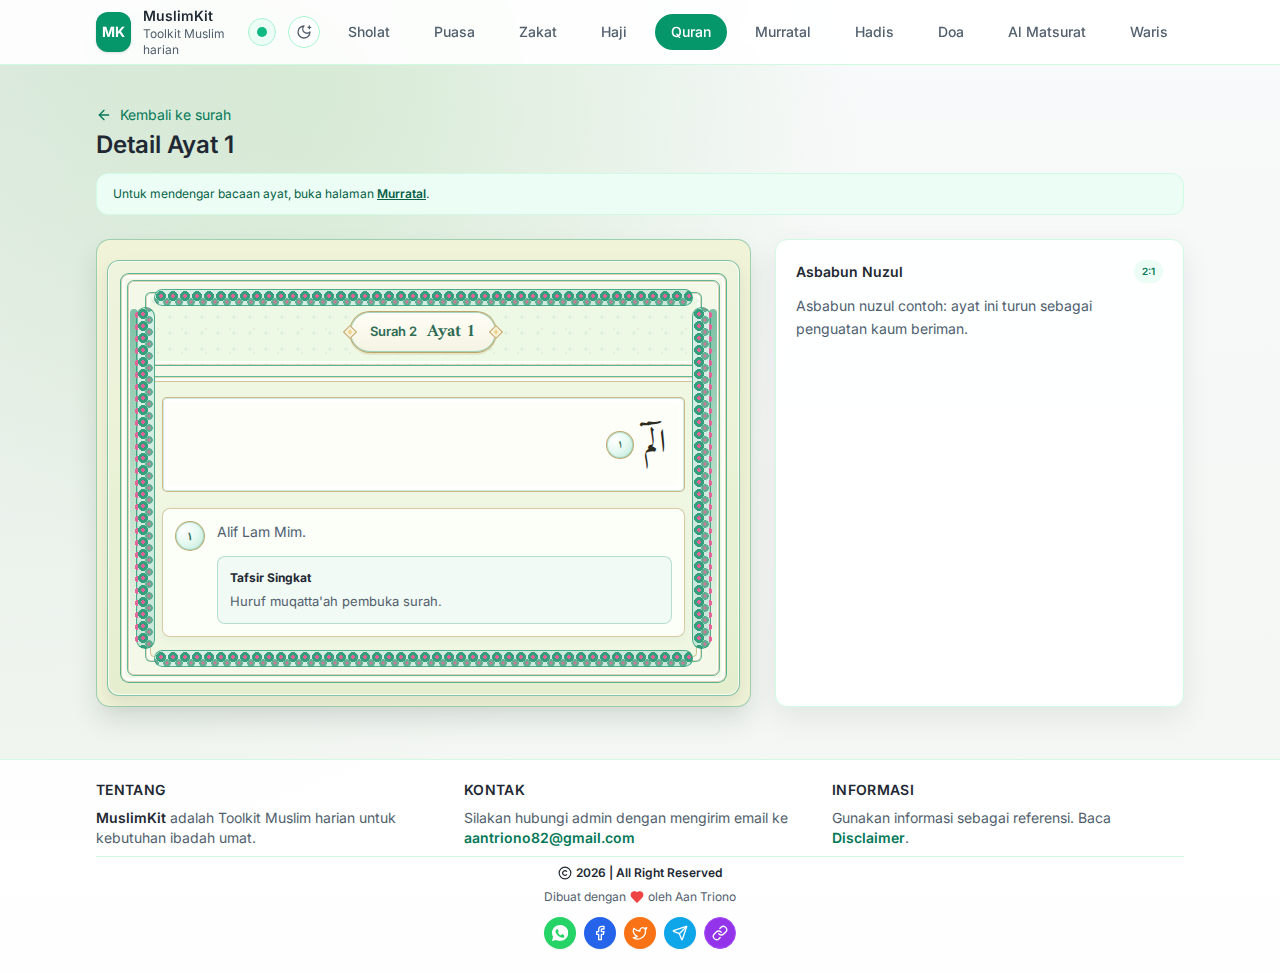 MK
MuslimKit
Toolkit Muslim
harian
Sholat
Puasa
Zakat
Haji
Quran
Murratal
Hadis
Doa
Al Matsurat
Waris
Kembali ke surah
Detail Ayat 1
Untuk mendengar bacaan ayat, buka halaman Murratal.
Surah 2 Ayat 1
الٓمٓ ١
١
Alif Lam Mim.
Tafsir Singkat
Huruf muqatta'ah pembuka surah.
Asbabun Nuzul
2:1
Asbabun nuzul contoh: ayat ini turun sebagai
penguatan kaum beriman.
TENTANG
MuslimKit adalah Toolkit Muslim harian untuk
kebutuhan ibadah umat.
KONTAK
Silakan hubungi admin dengan mengirim email ke
aantriono82@gmail.com
INFORMASI
Gunakan informasi sebagai referensi. Baca
Disclaimer.
© 2026 | All Right Reserved
Dibuat dengan ❤ oleh Aan Triono